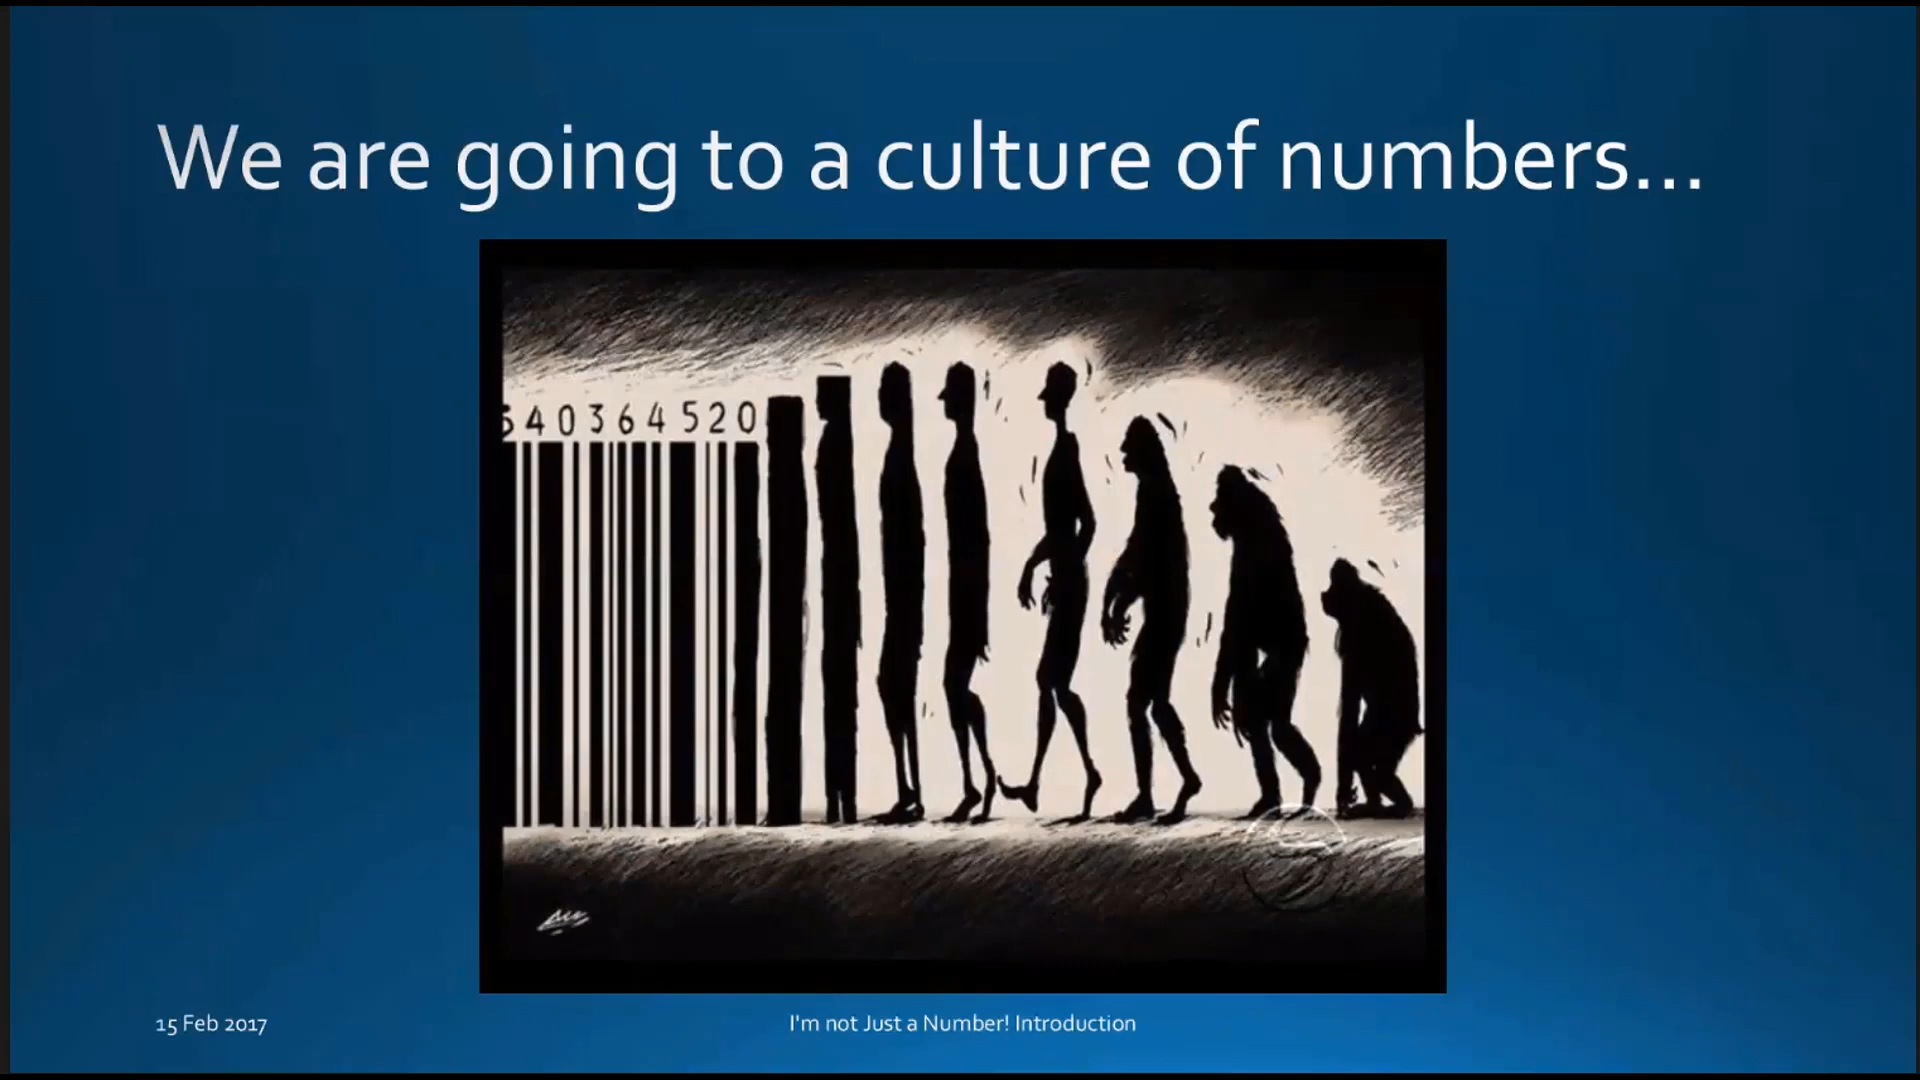 We are going to a culture of numbers...
540364520
15 Feb 2017
I'm not Just a Number! Introduction